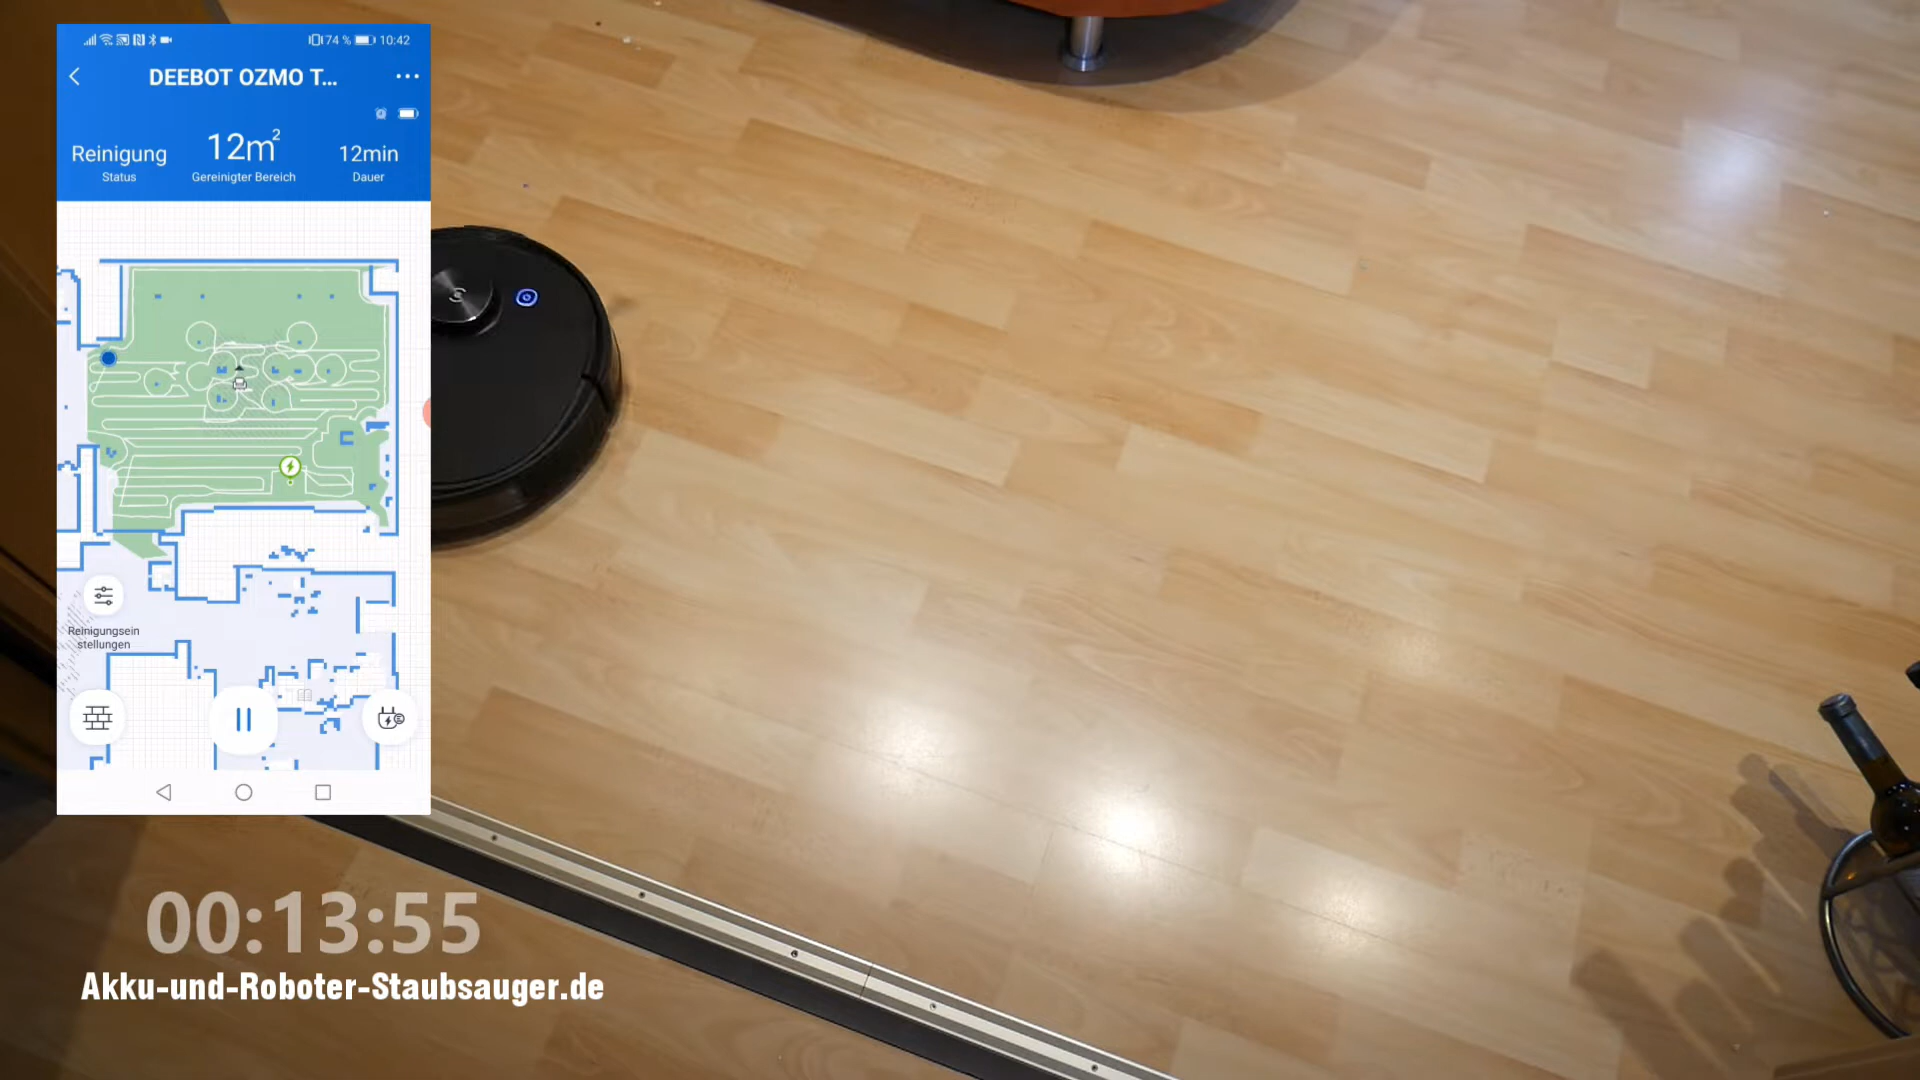 74 % 10:42
DEEBOT OZMO T...
Reinigung
Status
12m²
Gereinigter Bereich
12min
Dauer
Reinigungsein
stellungen
00:13:55
Akku-und-Roboter-Staubsauger.de